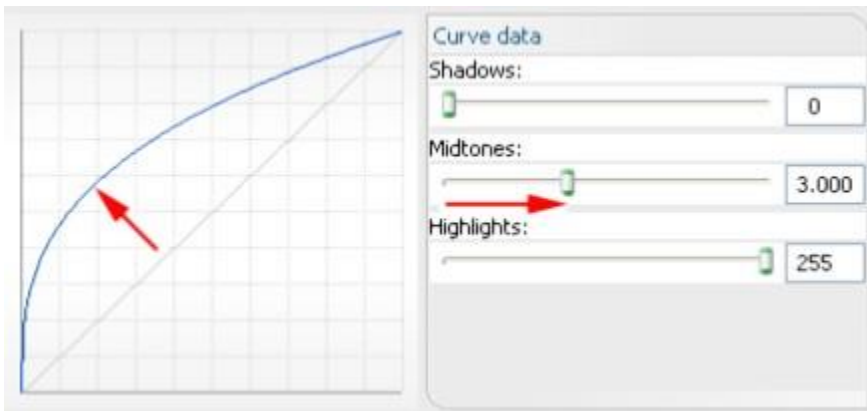 Curve data
Shadows:
0
Midtones:
3.000
Highlights:
255